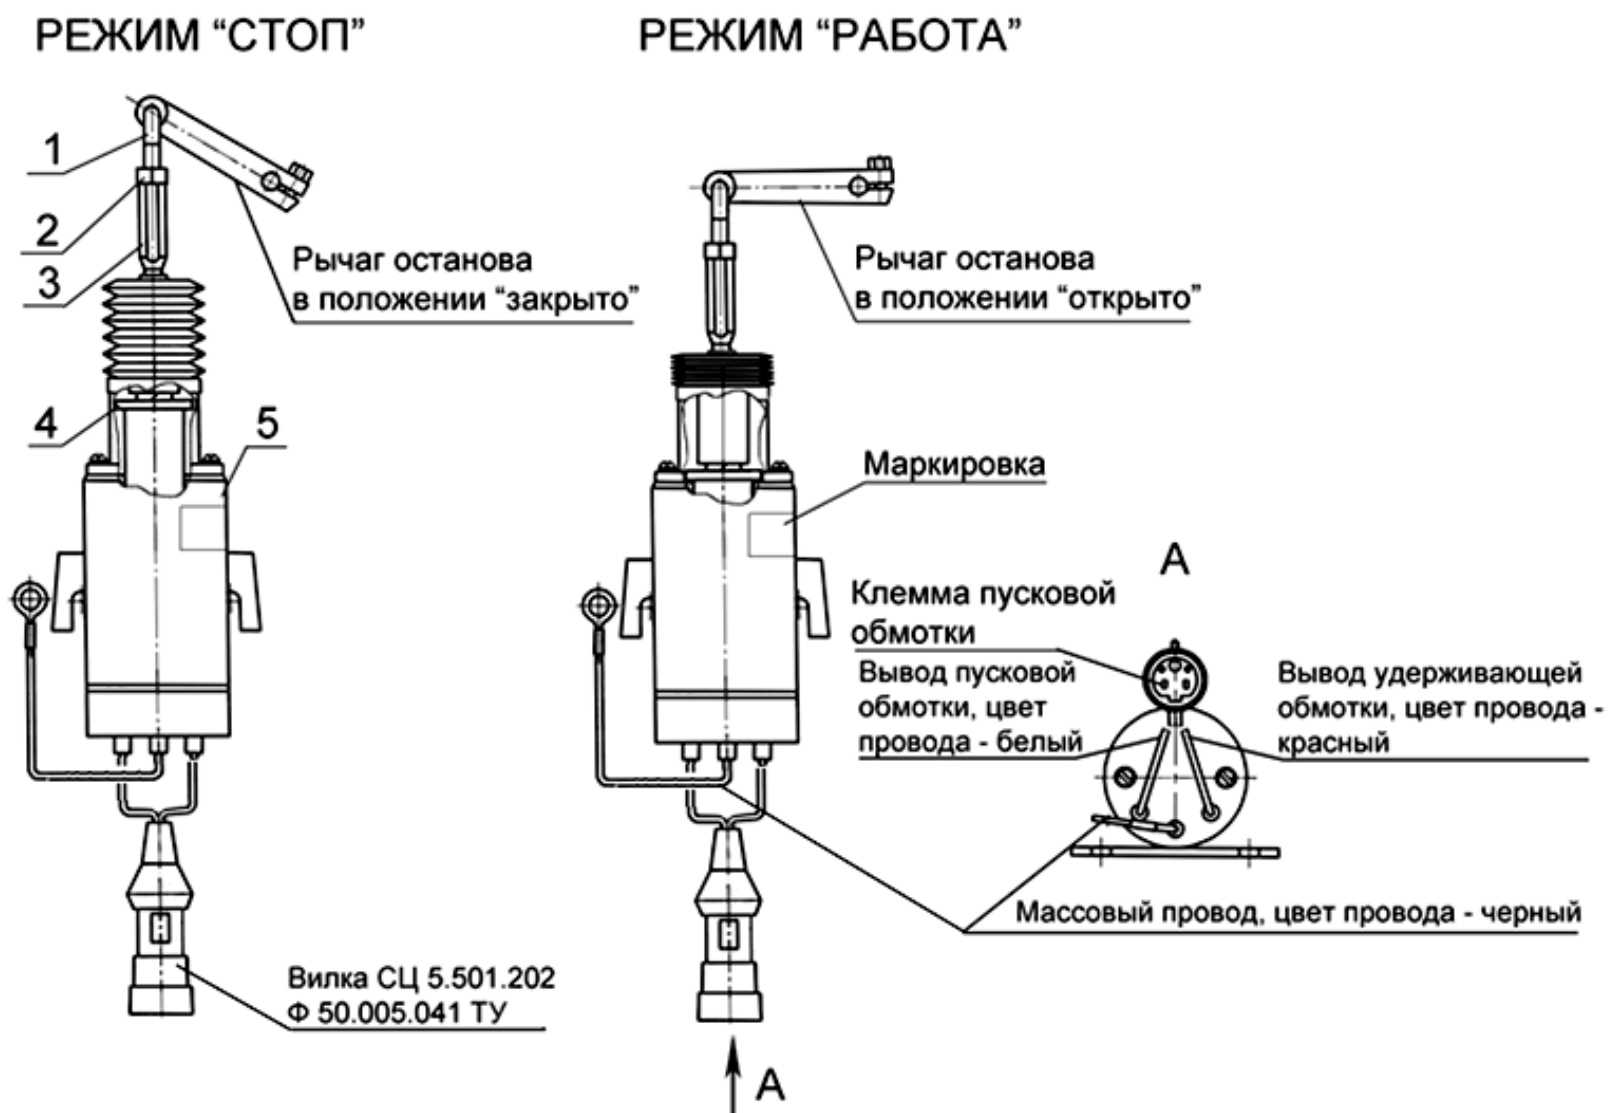 РЕЖИМ “СТОП”
РЕЖИМ “РАБОТА”
1
2
3
Рычаг останова
в положении “закрыто”
Рычаг останова
в положении “открыто”
4
5
Маркировка
А
Клемма пусковой
обмотки
Вывод пусковой
обмотки, цвет
провода - белый
Вывод удерживающей
обмотки, цвет провода -
красный
Массовый провод, цвет провода - черный
Вилка СЦ 5.501.202
Ф 50.005.041 ТУ
А